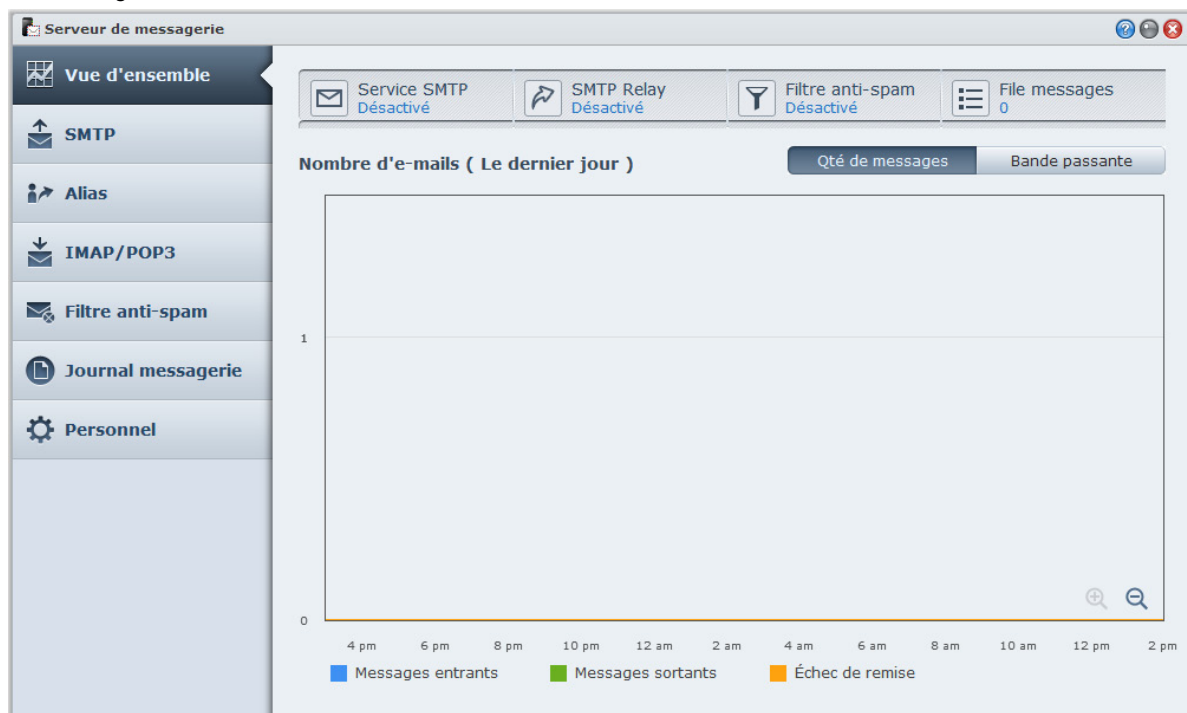 Serveur de messagerie
Vue d'ensemble
SMTP
Alias
IMAP/POP3
Filtre anti-spam
Journal messagerie
Personnel
Service SMTP
Désactivé
SMTP Relay
Désactivé
Filtre anti-spam
Désactivé
File messages
0
Nombre d'e-mails ( Le dernier jour )
Qté de messages
Bande passante
1
0
4 pm 6 pm 8 pm 10 pm 12 am 2 am 4 am 6 am 8 am 10 am 12 pm 2 pm
Messages entrants Messages sortants Échec de remise